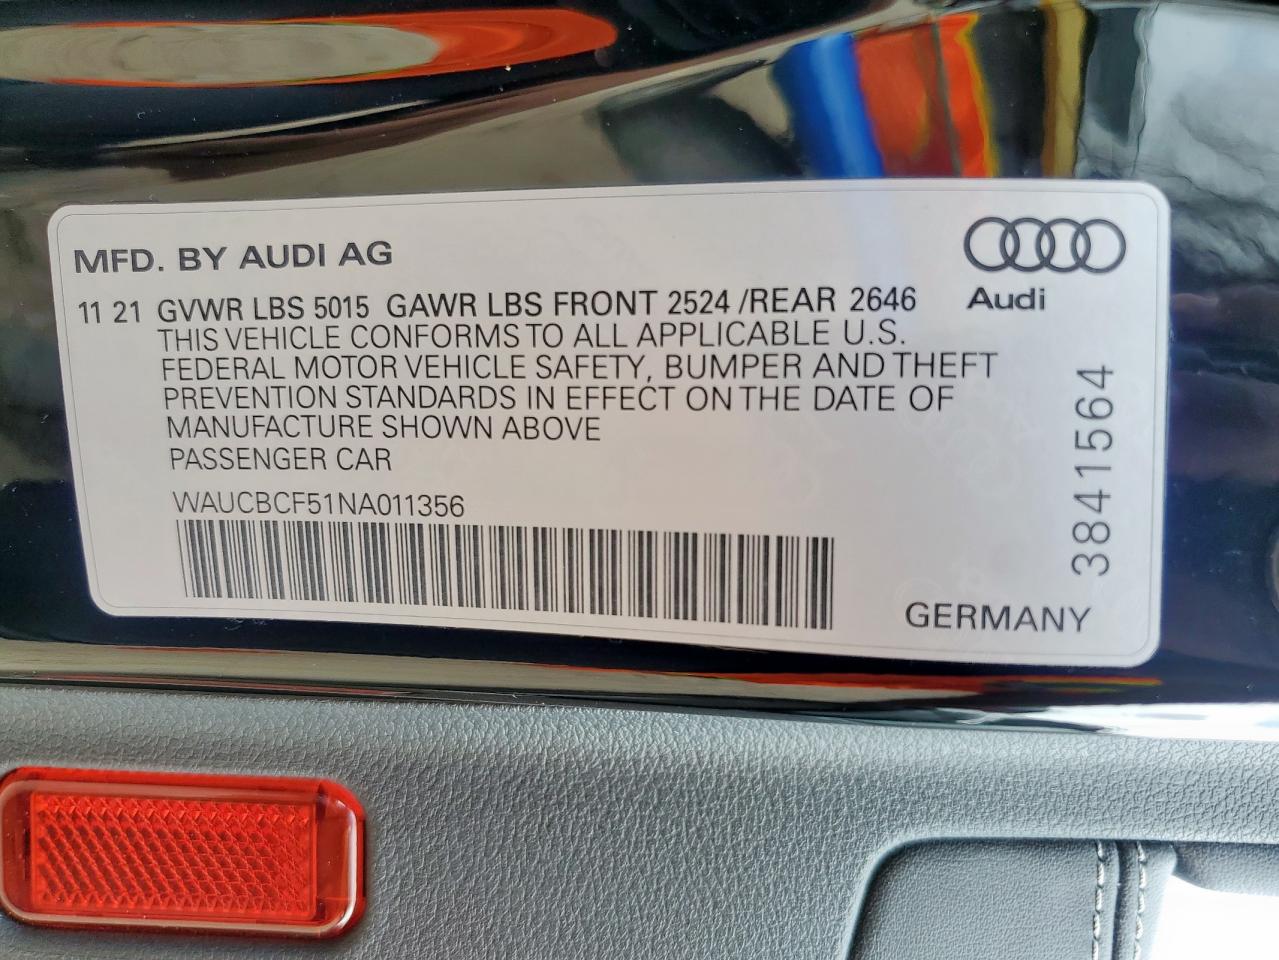 MFD. BY AUDI AG
11 21 GVWR LBS 5015 GAWR LBS FRONT 2524 /REAR 2646
Audi
THIS VEHICLE CONFORMS TO ALL APPLICABLE U.S.
FEDERAL MOTOR VEHICLE SAFETY, BUMPER AND THEFT
PREVENTION STANDARDS IN EFFECT ON THE DATE OF
MANUFACTURE SHOWN ABOVE
PASSENGER CAR
WAUCBCF51NA011356
3841564
GERMANY